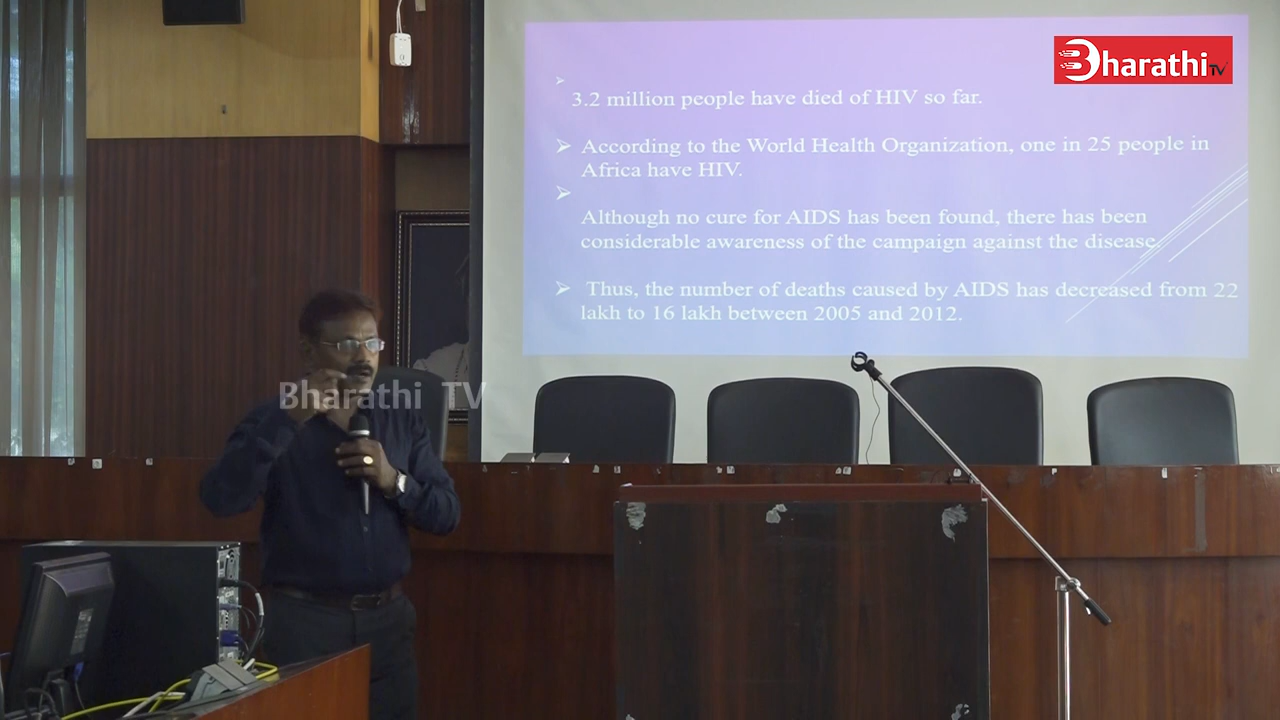 Bharathi TV
3.2 million people have died of HIV so far.
According to the World Health Organization, one in 25 people in
Africa have HIV.
Although no cure for AIDS has been found, there has been
considerable awareness of the campaign against the disease.
Thus, the number of deaths caused by AIDS has decreased from 22
lakh to 16 lakh between 2005 and 2012.
Bharathi TV